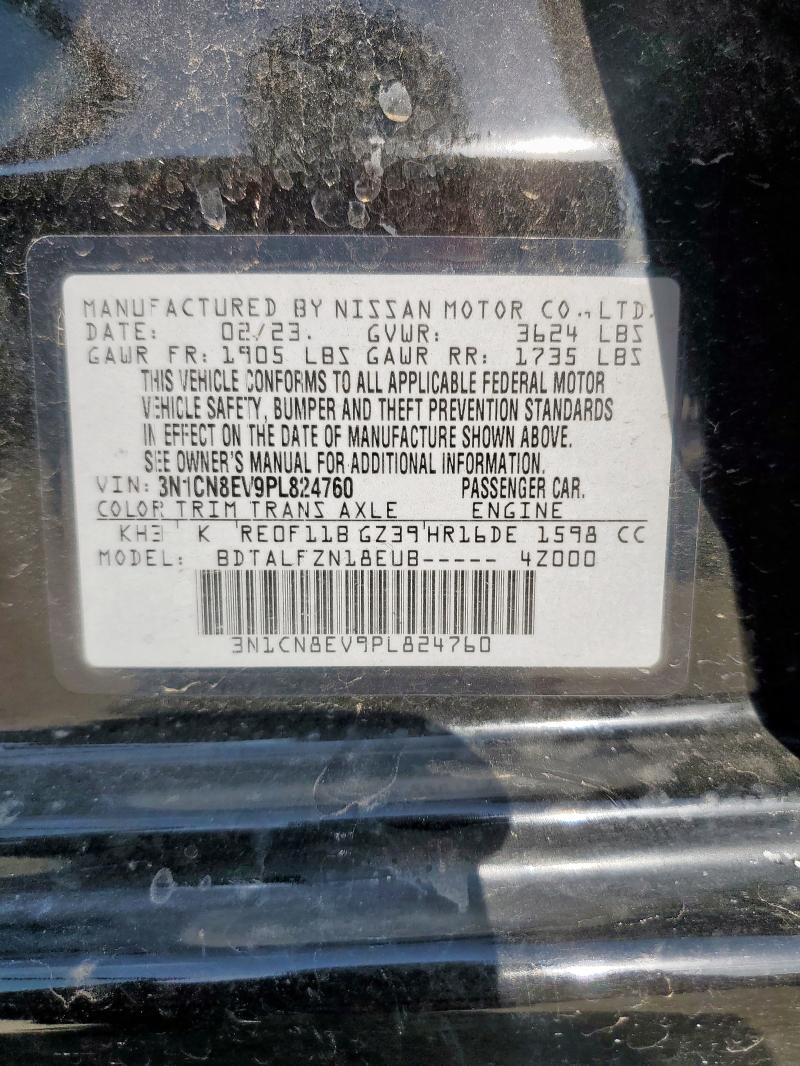 MANUFACTURED BY NISSAN MOTOR CO., LTD.
DATE: 02/23. GVWR: 3624 LBS
GAWR FR: 1905 LBS GAWR RR: 1735 LBS
THIS VEHICLE CONFORMS TO ALL APPLICABLE FEDERAL MOTOR
VEHICLE SAFETY, BUMPER AND THEFT PREVENTION STANDARDS
IN EFFECT ON THE DATE OF MANUFACTURE SHOWN ABOVE.
SEE OWNER'S MANUAL FOR ADDITIONAL INFORMATION.
VIN: 3N1CN8EV9PL824760 PASSENGER CAR.
COLOR TRIM TRANS AXLE ENGINE
KH3 K RE0F11B GZ39 HR16DE 1598 CC
MODEL: BDTALFZN18EUB----- 4Z000
3N1CN8EV9PL824760